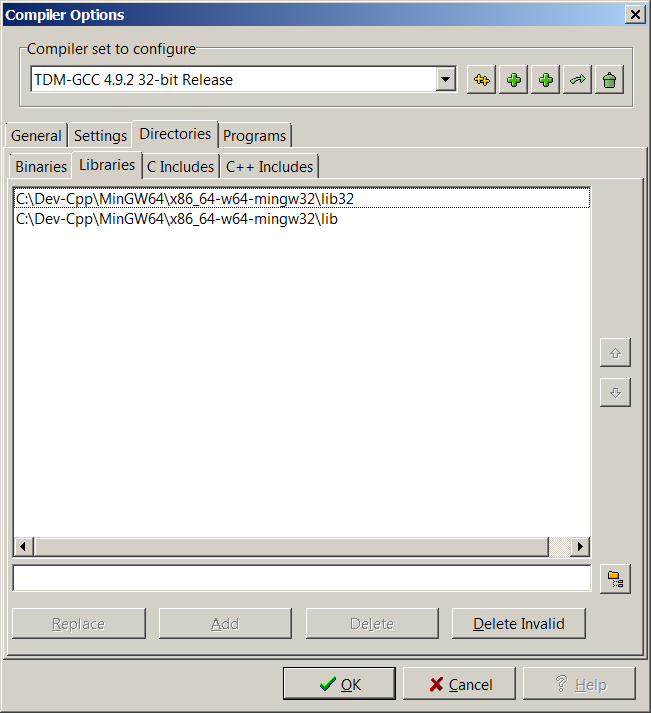 Compiler Options
Compiler set to configure
TDM-GCC 4.9.2 32-bit Release
General Settings Directories Programs
Binaries Libraries C Includes C++ Includes
C:\Dev-Cpp\MinGW64\x86_64-w64-mingw32\lib32
C:\Dev-Cpp\MinGW64\x86_64-w64-mingw32\lib
Replace Add Delete Delete Invalid
OK Cancel Help